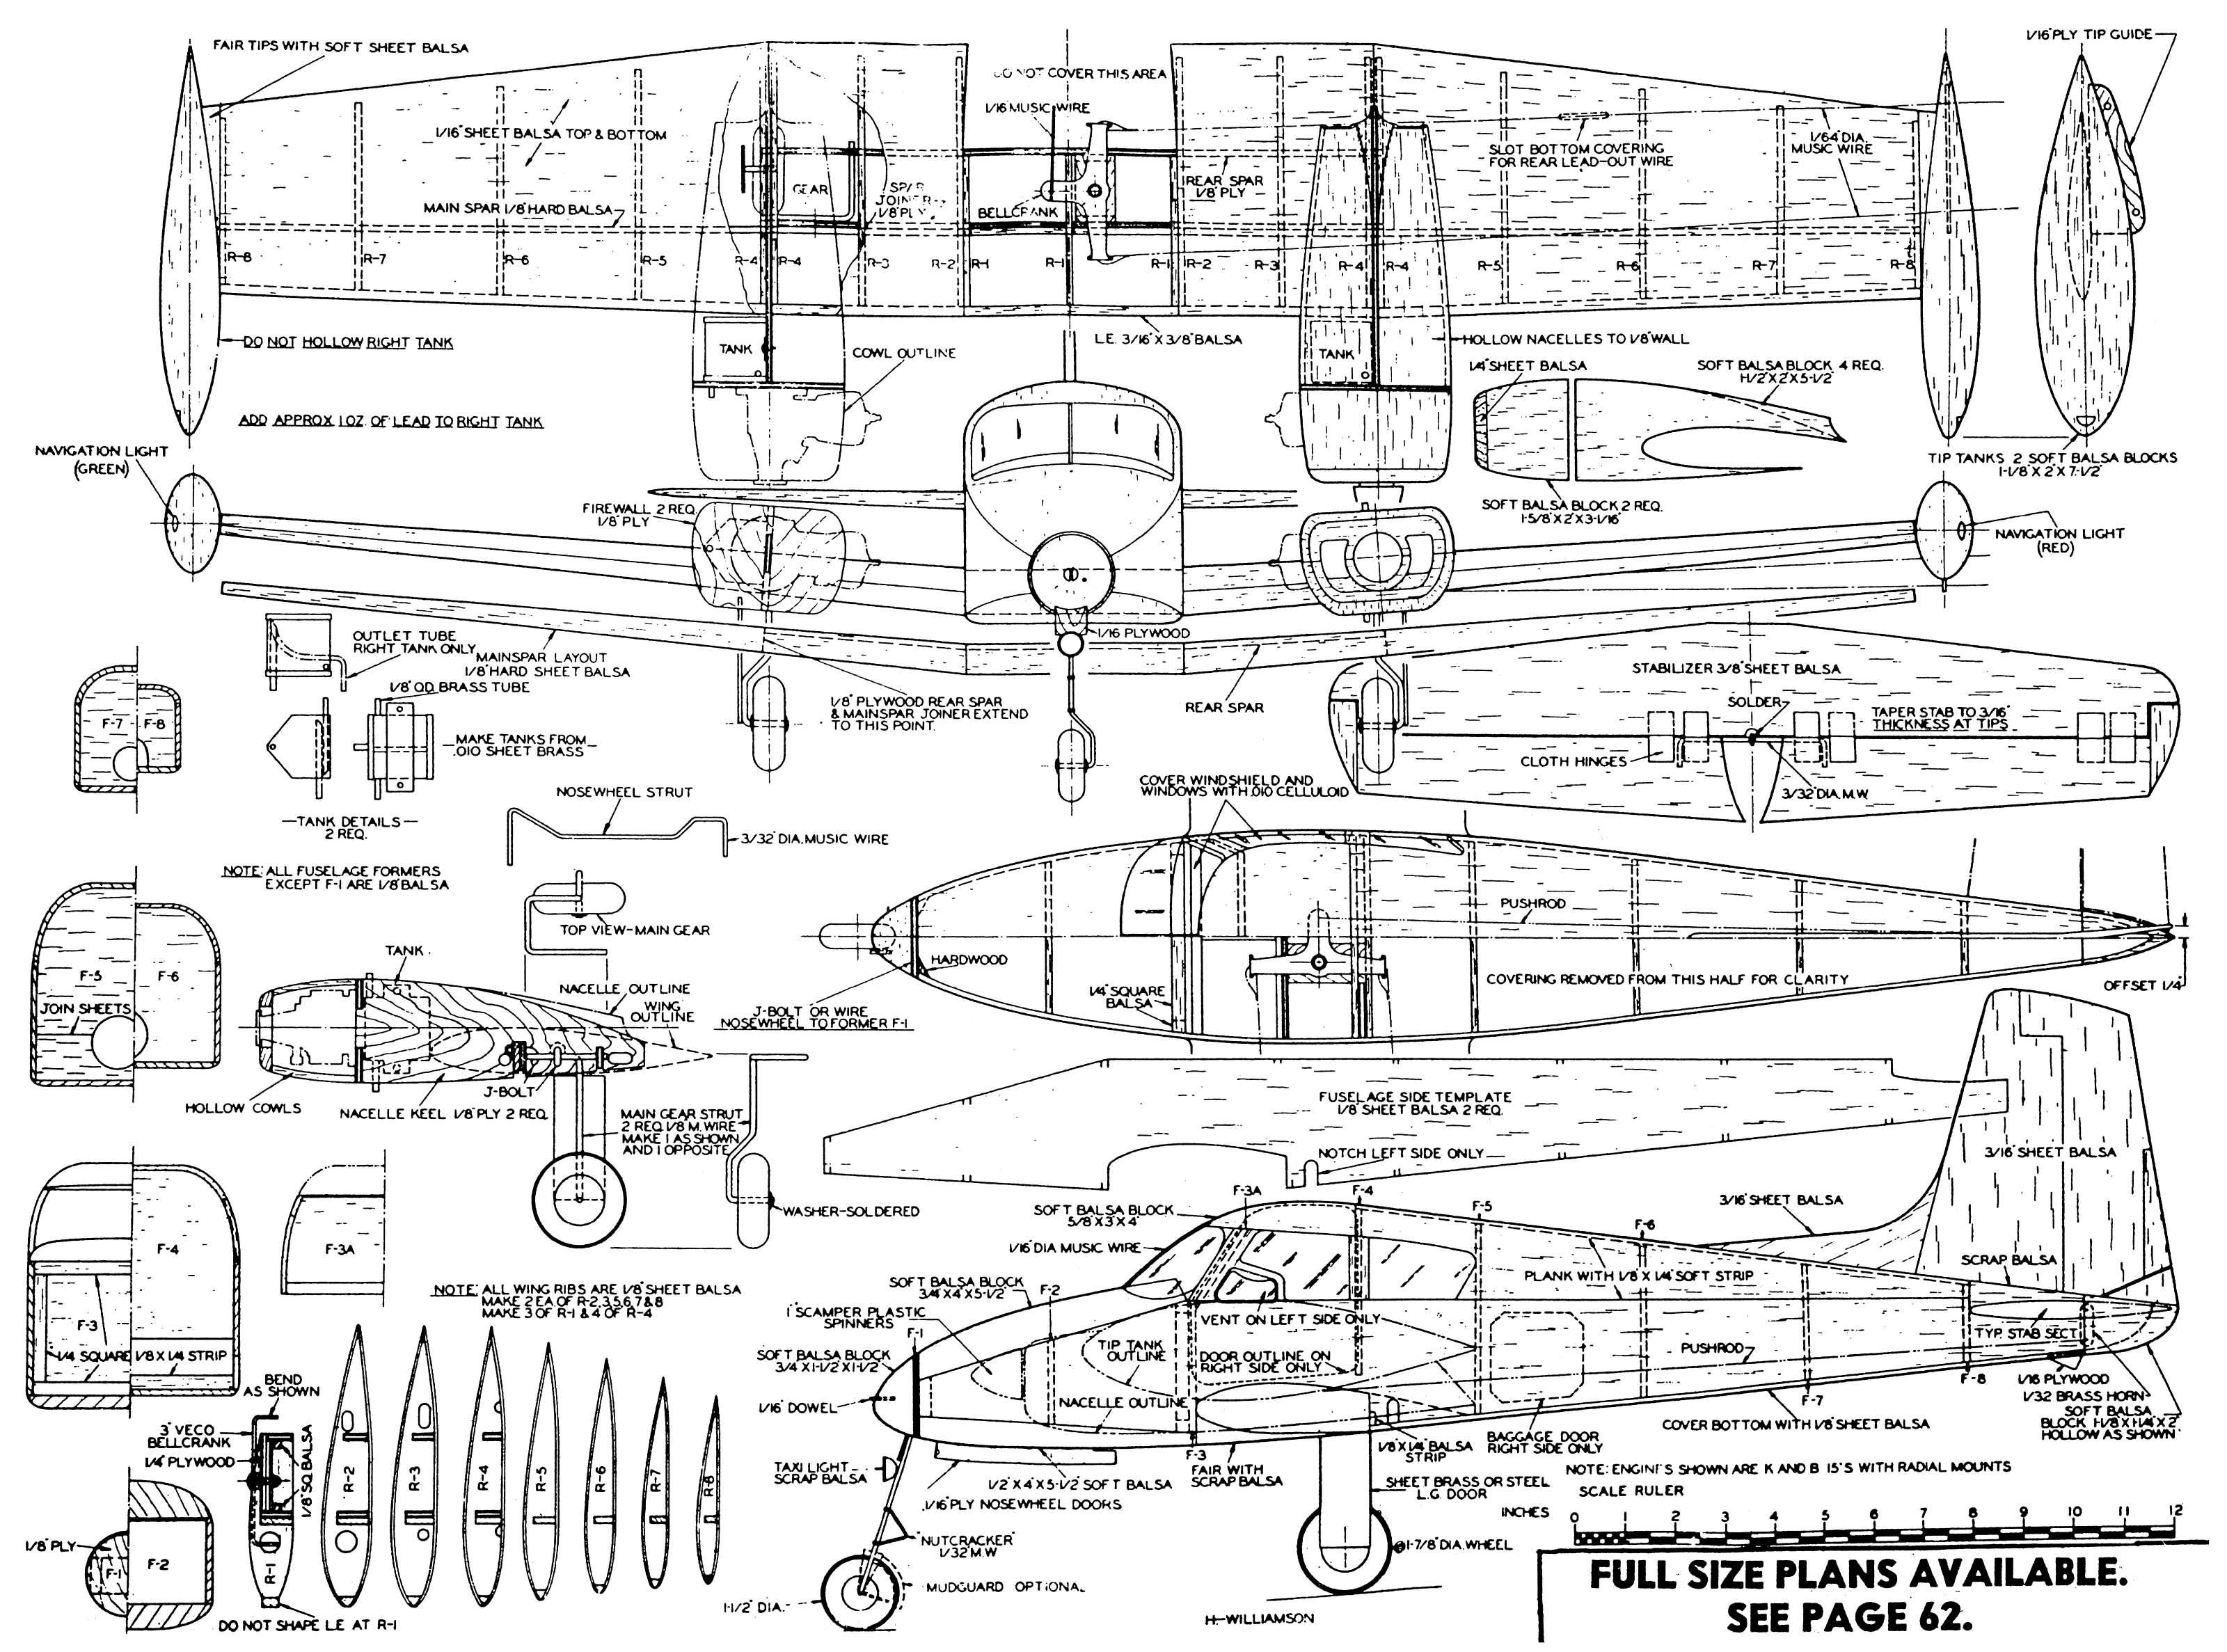 FAIR TIPS WITH SOFT SHEET BALSA
1/16" PLY TIP GUIDE
DO NOT COVER THIS AREA
1/16 MUSIC WIRE
1/16" SHEET BALSA TOP & BOTTOM
SLOT BOTTOM COVERING
FOR REAR LEAD-OUT WIRE
1/64 DIA.
MUSIC WIRE
GEAR
SPAR
JOINER
1/8" PLY
REAR SPAR
1/8" PLY
MAIN SPAR 1/8" HARD BALSA
BELLCRANK
R-8
R-7
R-6
R-5
R-4
R-4
R-3
R-2
R-1
R-1
R-1
R-2
R-3
R-4
R-4
R-5
R-6
R-7
R-8
DO NOT HOLLOW RIGHT TANK
TANK
COWL OUTLINE
L.E. 3/16" X 3/8" BALSA
TANK
HOLLOW NACELLES TO 1/8" WALL
1/4" SHEET BALSA
SOFT BALSA BLOCK 4 REQ.
1-1/2" X 2" X 5-1/2"
ADD APPROX. 1 OZ. OF LEAD TO RIGHT TANK
NAVIGATION LIGHT
(GREEN)
TIP TANKS 2 SOFT BALSA BLOCKS
1-1/8" X 2" X 7-1/2"
FIREWALL 2 REQ.
1/8" PLY
SOFT BALSA BLOCK 2 REQ.
1-5/8" X 2" X 3-1/16"
NAVIGATION LIGHT
(RED)
1/16 PLYWOOD
OUTLET TUBE
RIGHT TANK ONLY
MAINSPAR LAYOUT
1/8" HARD SHEET BALSA
1/8" O.D. BRASS TUBE
STABILIZER 3/8" SHEET BALSA
1/8" PLYWOOD REAR SPAR
& MAINSPAR JOINER EXTEND
TO THIS POINT.
REAR SPAR
SOLDER
TAPER STAB TO 3/16"
THICKNESS AT TIPS
F-7
F-8
MAKE TANKS FROM
.010 SHEET BRASS
CLOTH HINGES
3/32" DIA. M.W.
COVER WINDSHIELD AND
WINDOWS WITH .010 CELLULOID
NOSEWHEEL STRUT
TANK DETAILS
2 REQ.
3/32" DIA. MUSIC WIRE
NOTE: ALL FUSELAGE FORMERS
EXCEPT F-1 ARE 1/8" BALSA
TOP VIEW-MAIN GEAR
PUSHROD
HARDWOOD
TANK
F-5
F-6
NACELLE OUTLINE
WING
OUTLINE
JOIN SHEETS
1/4" SQUARE
BALSA
COVERING REMOVED FROM THIS HALF FOR CLARITY
OFFSET 1/4"
J-BOLT OR WIRE
NOSEWHEEL TO FORMER F-1
J-BOLT
HOLLOW COWLS
NACELLE KEEL 1/8" PLY 2 REQ.
MAIN GEAR STRUT
2 REQ. 1/8 M. WIRE
MAKE 1 AS SHOWN
AND 1 OPPOSITE
FUSELAGE SIDE TEMPLATE
1/8" SHEET BALSA 2 REQ.
NOTCH LEFT SIDE ONLY
3/16" SHEET BALSA
WASHER-SOLDERED
SOFT BALSA BLOCK
5/8" X 3" X 4"
F-3A
F-4
F-5
F-6
3/16" SHEET BALSA
F-4
F-3A
1/16 DIA MUSIC WIRE
SCRAP BALSA
PLANK WITH 1/8" X 1/4" SOFT STRIP
NOTE: ALL WING RIBS ARE 1/8" SHEET BALSA
MAKE 2 EA OF R-2,3,5,6,7 & 8
MAKE 3 OF R-1 & 4 OF R-4
SOFT BALSA BLOCK
3/4" X 4" X 5-1/2"
F-2
1" SCAMPER PLASTIC
SPINNERS
F-1
VENT ON LEFT SIDE ONLY
F-3
1/4 SQUARE
1/8 X 1/4 STRIP
SOFT BALSA BLOCK
3/4 X 1-1/2 X 1-1/2
TIP TANK
OUTLINE
DOOR OUTLINE ON
RIGHT SIDE ONLY
PUSHROD
TYP. STAB SECT.
BEND
AS SHOWN
1/16" DOWEL
NACELLE OUTLINE
F-7
F-8
1/16 PLYWOOD
1/32 BRASS HORN
SOFT BALSA
BLOCK 1-1/8" X 1-1/4" X 2"
HOLLOW AS SHOWN
COVER BOTTOM WITH 1/8" SHEET BALSA
3" VECO
BELLCRANK
1/4" PLYWOOD
1/8" SQ BALSA
TAXI LIGHT
SCRAP BALSA
F-3
FAIR WITH
SCRAP BALSA
1/8" X 1/4" BALSA
STRIP
BAGGAGE DOOR
RIGHT SIDE ONLY
1/2" X 4" X 5-1/2" SOFT BALSA
1/16" PLY NOSEWHEEL DOORS
SHEET BRASS OR STEEL
L.G. DOOR
NOTE: ENGINES SHOWN ARE K AND B 15'S WITH RADIAL MOUNTS
SCALE RULER
INCHES
0 1 2 3 4 5 6 7 8 9 10 11 12
R-1
R-2
R-3
R-4
R-5
R-6
R-7
R-8
"NUTCRACKER"
1/32" M.W
1-7/8" DIA. WHEEL
1/8" PLY
F-1
F-2
MUDGUARD OPTIONAL
1-1/2" DIA.
DO NOT SHAPE L.E. AT R-1
H. WILLIAMSON
FULL SIZE PLANS AVAILABLE.
SEE PAGE 62.